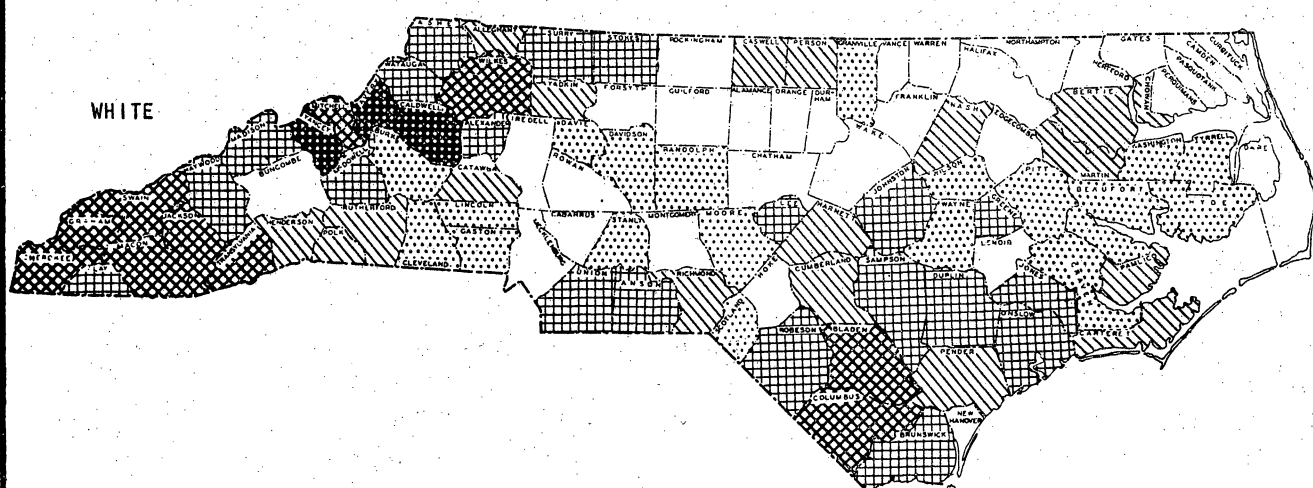 WHITE
ASHE
ALLEGHANY
SURRY
STOKES
ROCKINGHAM
CASWELL
PERSON
GRANVILLE
VANCE
WARREN
HALIFAX
NORTHAMPTON
GATES
CURRITUCK
CAMDEN
PASQUOTANK
PERQUIMANS
HERTFORD
CHOWAN
BERTIE
WATAUGA
WILKES
YADKIN
FORSYTH
GUILFORD
ALAMANCE
ORANGE
DUR-
HAM
FRANKLIN
NASH
EDGECOMBE
MARTIN
WASHINGTON
TYRRELL
DARE
MITCHELL
YANCEY
CALDWELL
ALEXANDER
IREDELL
DAVIE
DAVIDSON
RANDOLPH
CHATHAM
WAKE
JOHNSTON
WILSON
PITT
BEAUFORT
HYDE
MADISON
HAYWOOD
BUNCOMBE
McDOWELL
BURKE
CATAWBA
ROWAN
SWAIN
GRAHAM
JACKSON
CHEROKEE
MACON
CLAY
TRANSYLVANIA
HENDERSON
POLK
RUTHERFORD
CLEVELAND
LINCOLN
GASTON
MECKLENBURG
CABARRUS
STANLY
MONTGOMERY
MOORE
LEE
HARNETT
WAYNE
GREENE
LENOIR
CRAVEN
PAMLICO
JONES
CARTERET
UNION
ANSON
RICHMOND
SCOTLAND
HOKE
CUMBERLAND
SAMPSON
DUPLIN
ONSLOW
ROBESON
BLADEN
PENDER
COLUMBUS
NEW
HANOVER
BRUNSWICK